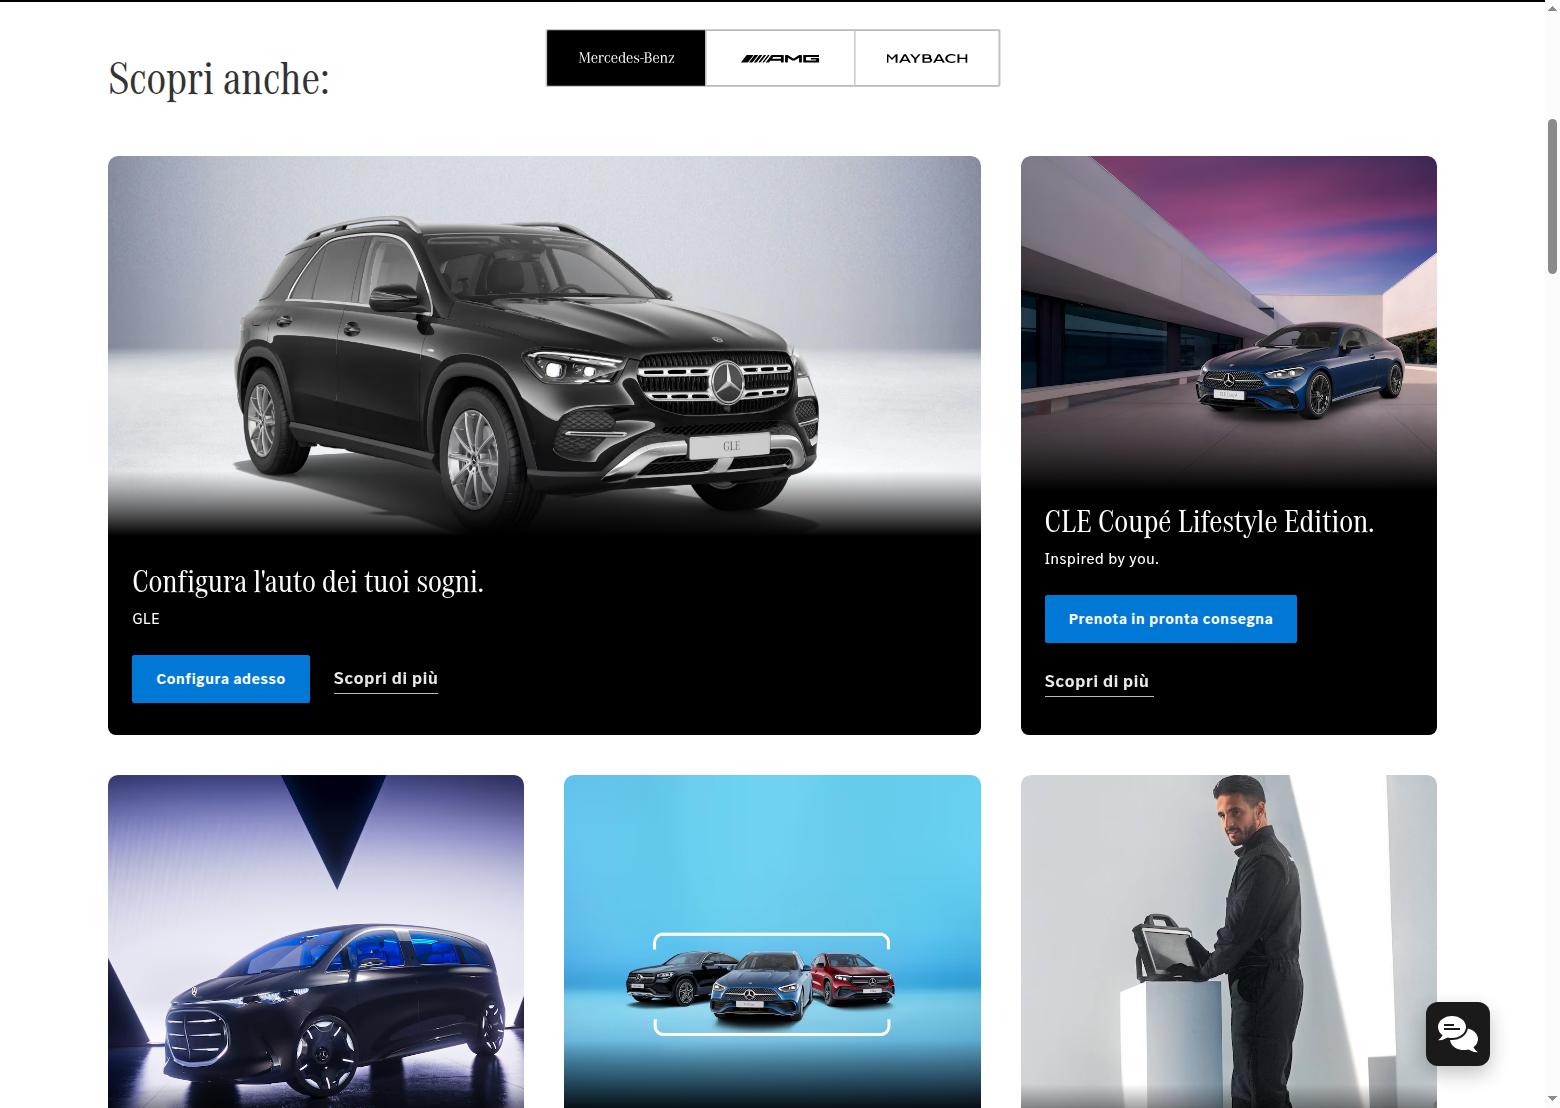 Scopri anche:
Mercedes-Benz
AMG
MAYBACH
GLE
Configura l'auto dei tuoi sogni.
GLE
Configura adesso
Scopri di più
CLE Coupé Lifestyle Edition.
Inspired by you.
Prenota in pronta consegna
Scopri di più